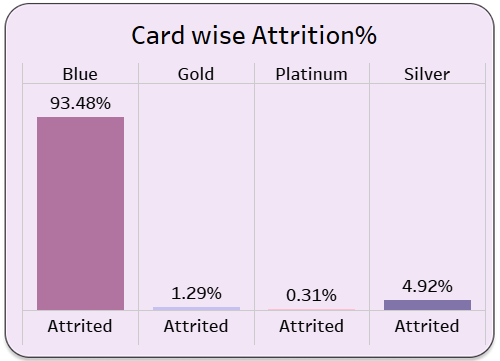 Card wise Attrition%
Blue Gold Platinum Silver
93.48%
1.29% 0.31% 4.92%
Attrited Attrited Attrited Attrited